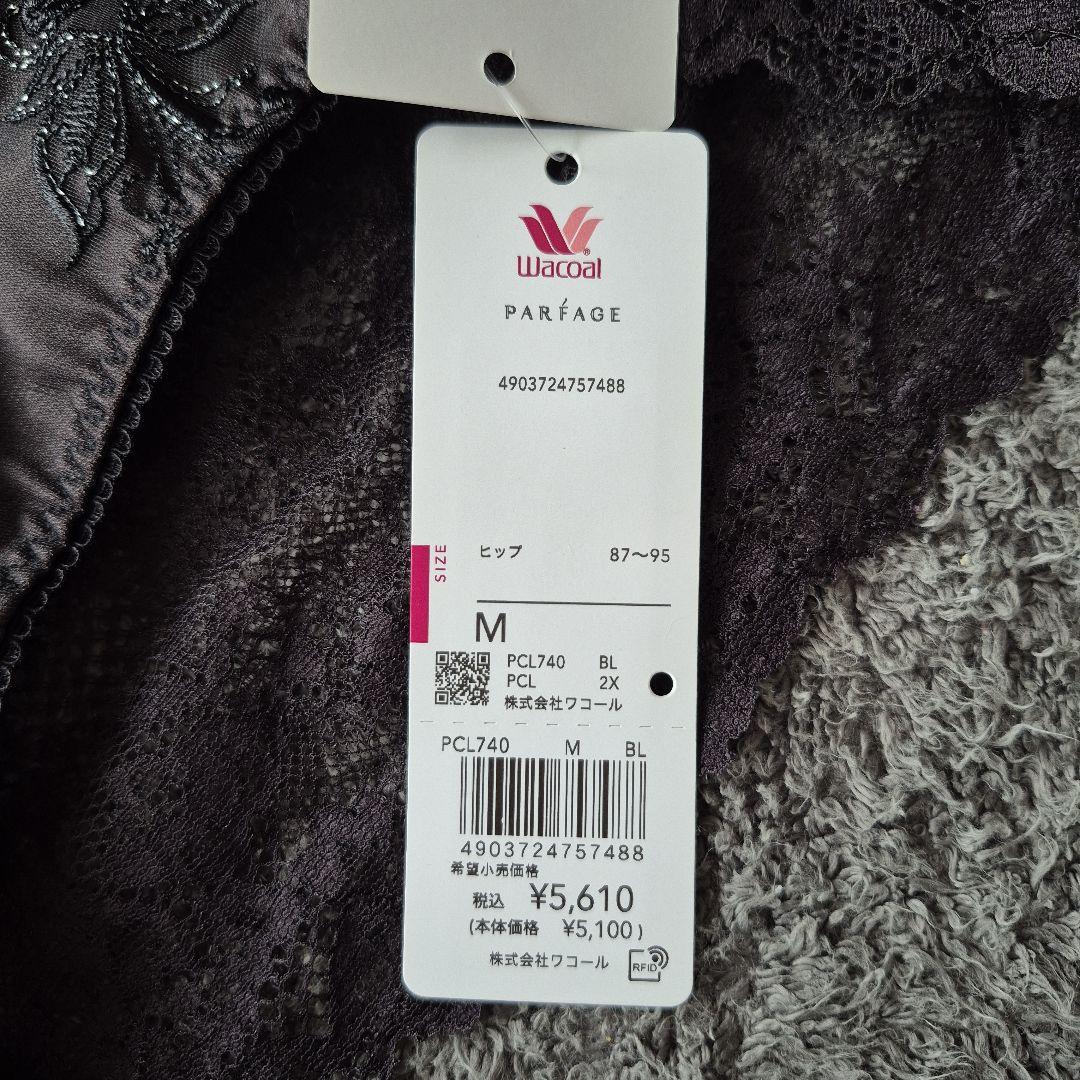 Wacoal®
PARFÁGE
4903724757488
SIZE
ヒップ 87〜95
M
PCL740 BL
PCL 2X
株式会社ワコール
PCL740 M BL
4903724757488
希望小売価格
税込 ¥5,610
(本体価格 ¥5,100)
株式会社ワコール
RFID